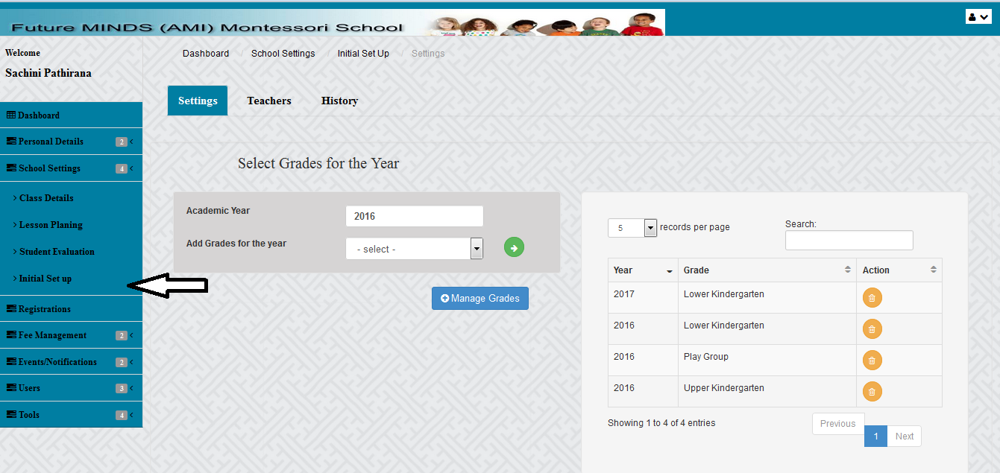 Future MINDS (AMI) Montessori School
Welcome
Sachini Pathirana
Dashboard
Personal Details 2
School Settings 4
Class Details
Lesson Planing
Student Evaluation
Initial Set up
Registrations
Fee Management 2
Events/Notifications 2
Users 3
Tools 4
Dashboard / School Settings / Initial Set Up / Settings
Settings Teachers History
Select Grades for the Year
Academic Year 2016
Add Grades for the year - select -
Manage Grades
5 records per page
Search:
Year Grade Action
2017 Lower Kindergarten
2016 Lower Kindergarten
2016 Play Group
2016 Upper Kindergarten
Showing 1 to 4 of 4 entries
Previous 1 Next